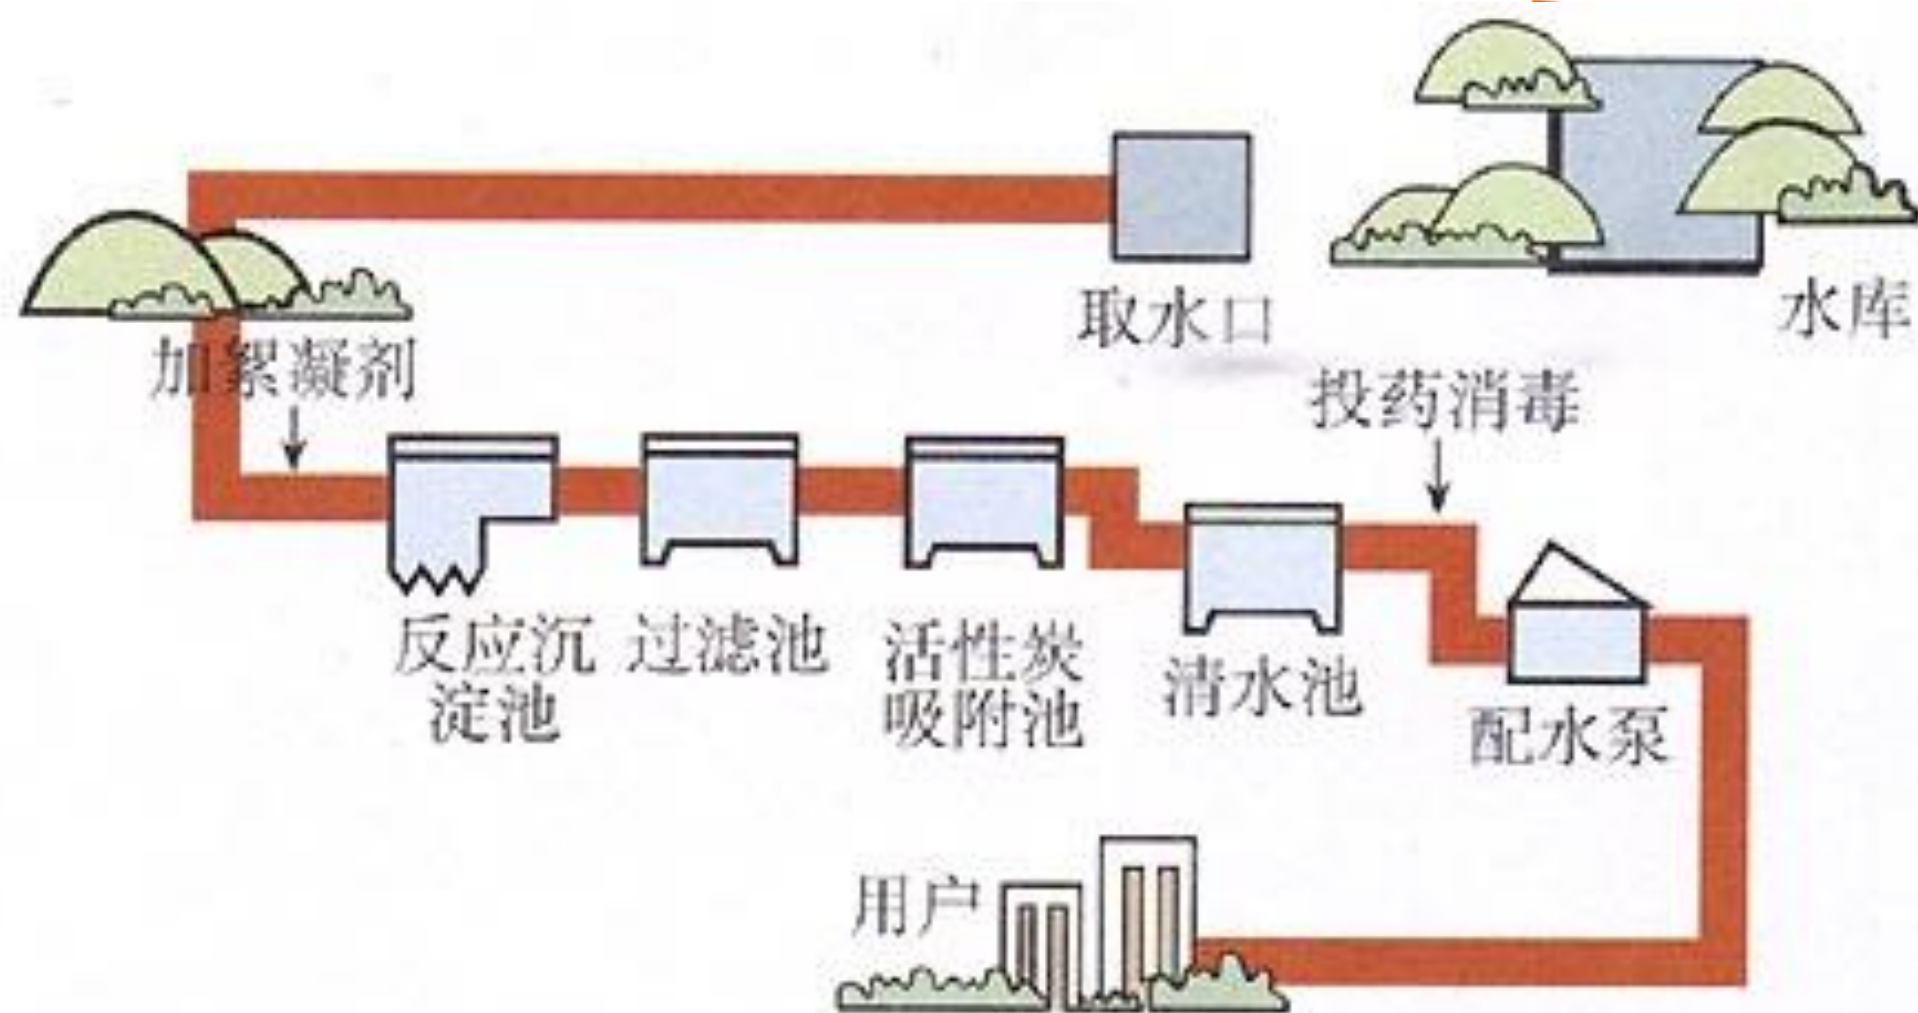 取水口
水库
加絮凝剂
投药消毒
反应沉
淀池
过滤池
活性炭
吸附池
清水池
配水泵
用户